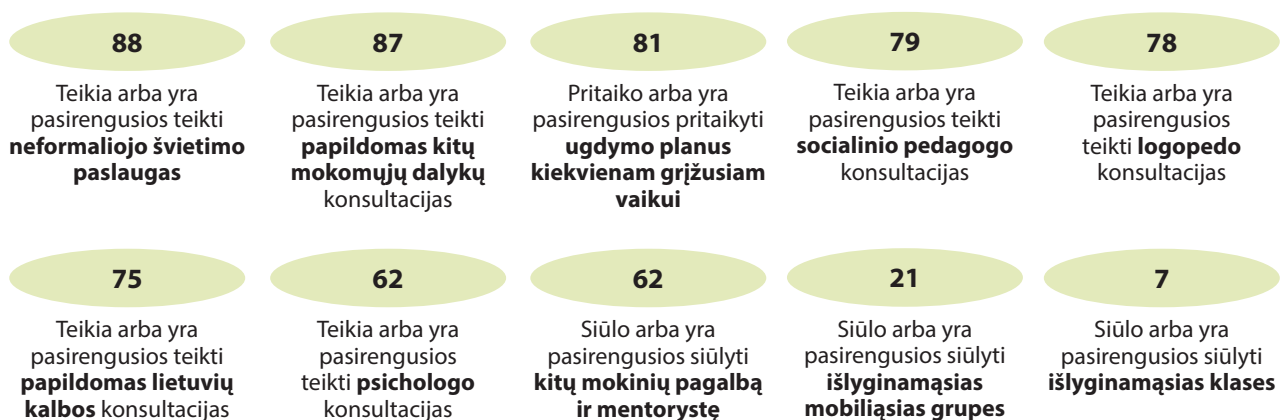 88
Teikia arba yra
pasirengusios teikti
neformaliojo švietimo
paslaugas
87
Teikia arba yra
pasirengusios teikti
papildomas kitų
mokomųjų dalykų
konsultacijas
81
Pritaiko arba yra
pasirengusios pritaikyti
ugdymo planus
kiekvienam grįžusiam
vaikui
79
Teikia arba yra
pasirengusios teikti
socialinio pedagogo
konsultacijas
78
Teikia arba yra
pasirengusios
teikti logopedo
konsultacijas
75
Teikia arba yra
pasirengusios teikti
papildomas lietuvių
kalbos konsultacijas
62
Teikia arba yra
pasirengusios
teikti psichologo
konsultacijas
62
Siūlo arba yra
pasirengusios siūlyti
kitų mokinių pagalbą
ir mentorystę
21
Siūlo arba yra
pasirengusios siūlyti
išlyginamąsias
mobiliąsias grupes
7
Siūlo arba yra
pasirengusios siūlyti
išlyginamąsias klases